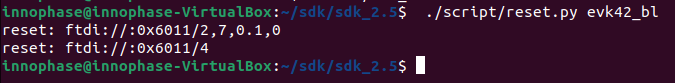 innophase@innophase-VirtualBox:~/sdk/sdk_2.5$  ./script/reset.py evk42_bl
reset: ftdi://:0x6011/2,7,0.1,0
reset: ftdi://:0x6011/4
innophase@innophase-VirtualBox:~/sdk/sdk_2.5$